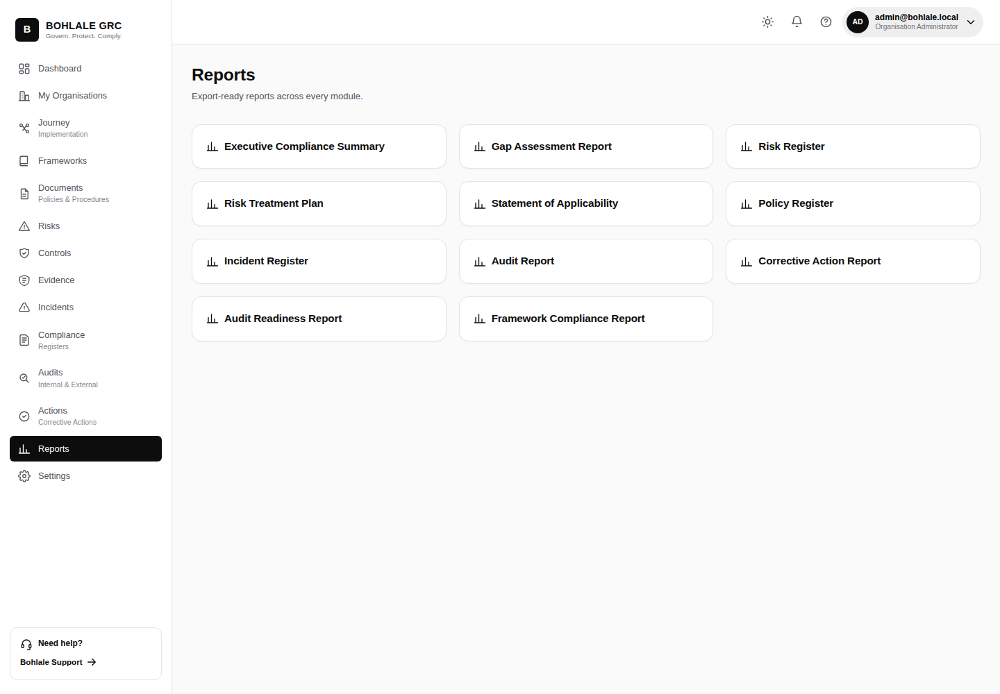 B
BOHLALE GRC
Govern. Protect. Comply.
Dashboard
My Organisations
Journey
Implementation
Frameworks
Documents
Policies & Procedures
Risks
Controls
Evidence
Incidents
Compliance
Registers
Audits
Internal & External
Actions
Corrective Actions
Reports
Settings
Need help?
Bohlale Support
AD
admin@bohlale.local
Organisation Administrator
Reports
Export-ready reports across every module.
Executive Compliance Summary
Gap Assessment Report
Risk Register
Risk Treatment Plan
Statement of Applicability
Policy Register
Incident Register
Audit Report
Corrective Action Report
Audit Readiness Report
Framework Compliance Report